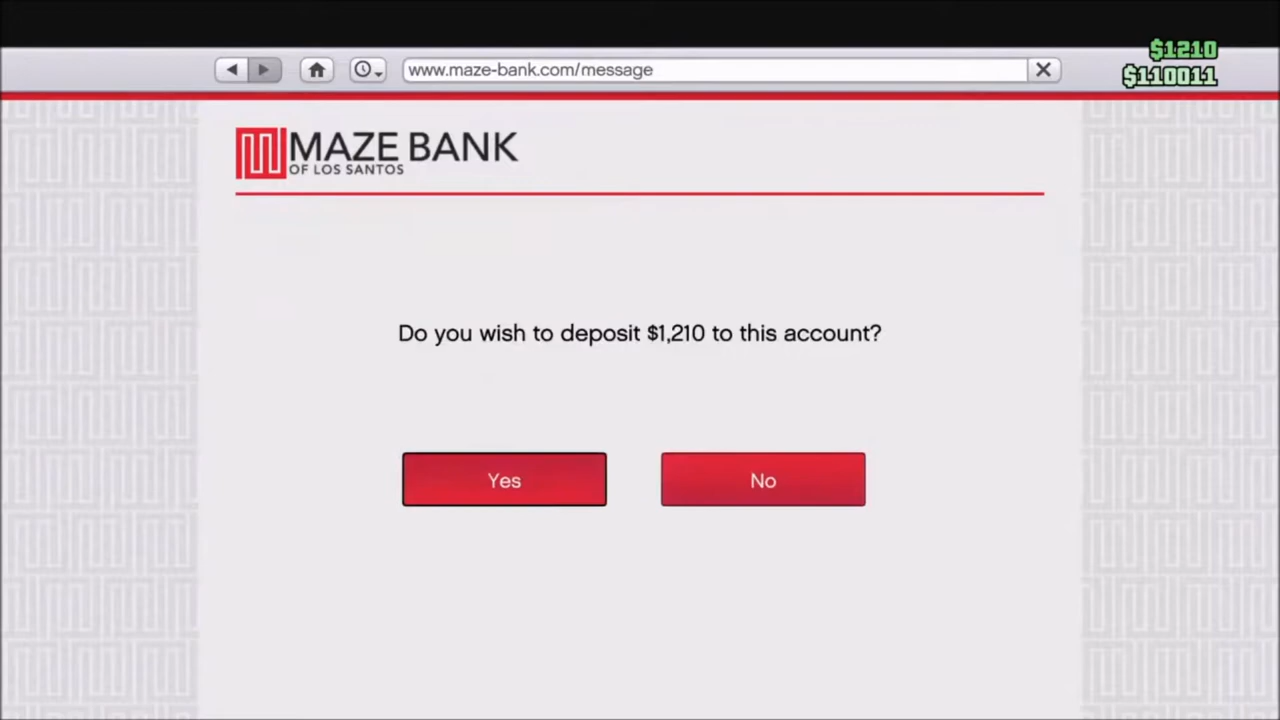 $1210
www.maze-bank.com/message
$110011
MAZE BANK
OF LOS SANTOS
Do you wish to deposit $1,210 to this account?
Yes
No